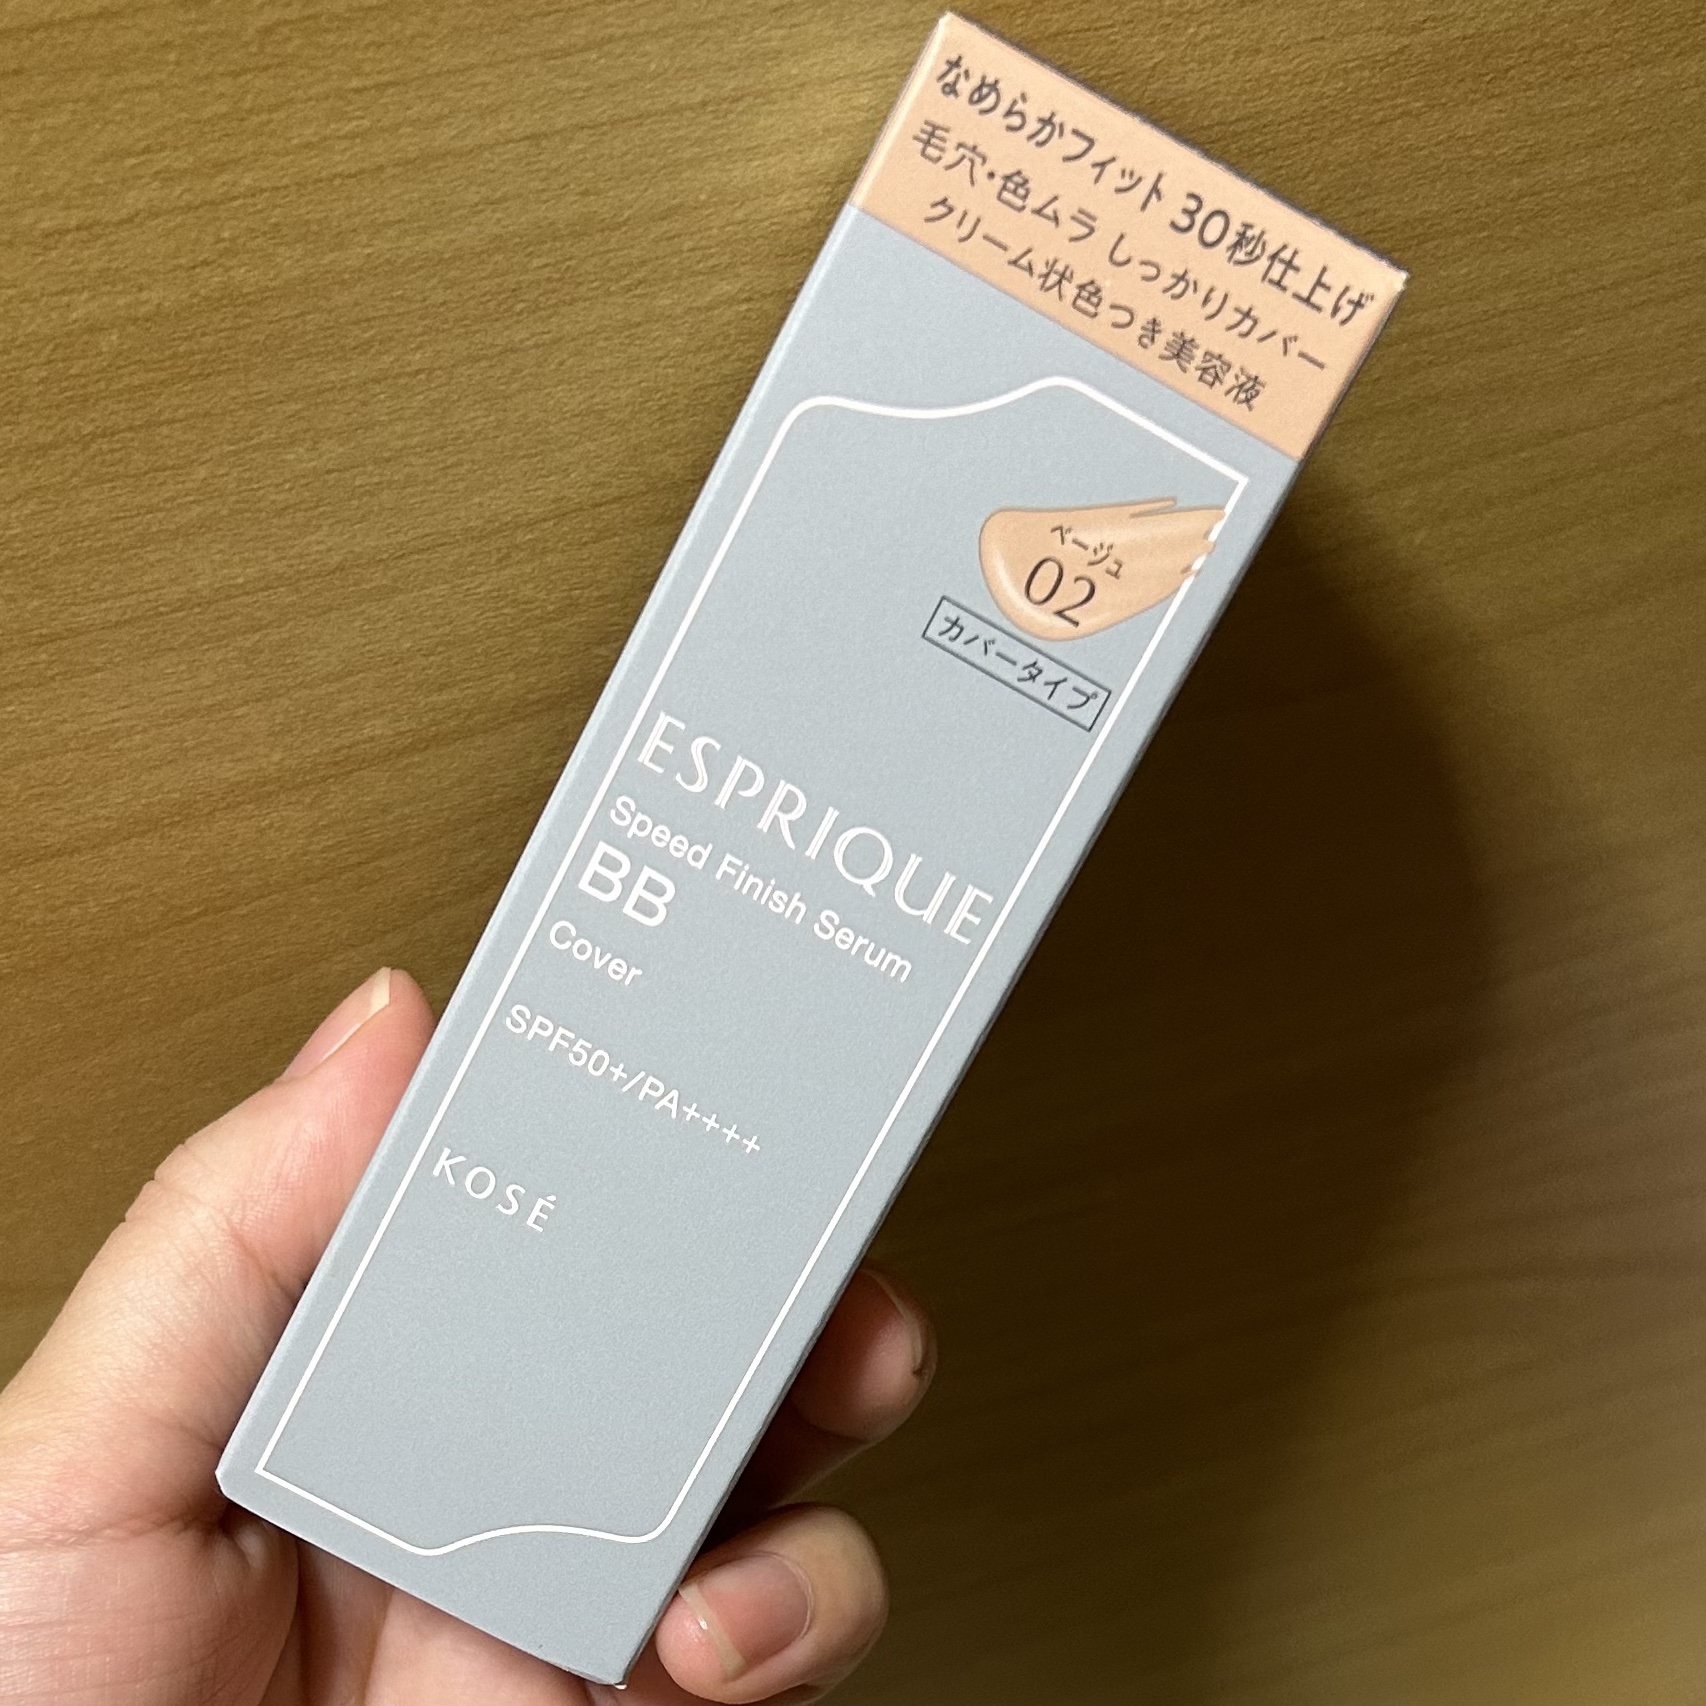 なめらかフィット 30秒仕上げ
毛穴・色ムラ しっかりカバー
クリーム状色つき美容液
ベージュ
02
カバータイプ
ESPRIQUE
Speed Finish Serum
BB
Cover
SPF50+/PA++++
KOSÉ